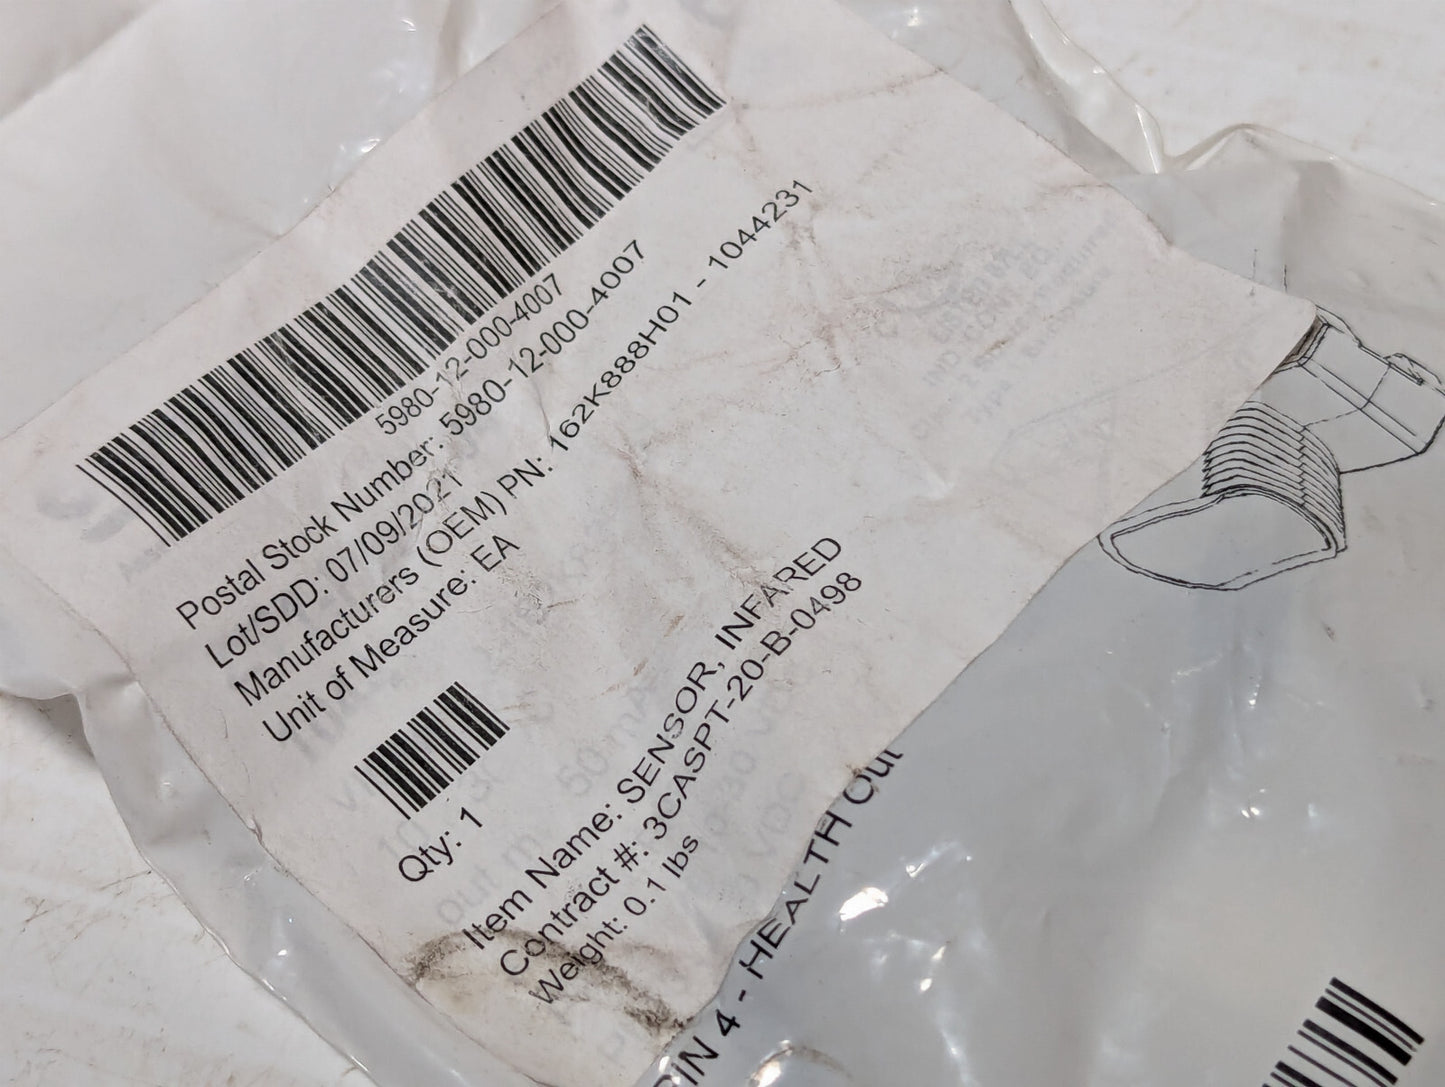 5980-12-000-4007
Postal Stock Number: 5980-12-000-4007
Lot/SDD: 07/09/2021
Manufacturers (OEM) PN: 162K888H01 - 1044231
Unit of Measure: EA
Qty: 1
Item Name: SENSOR, INFARED
Contract #: 3CASPT-20-B-0498
Weight: 0.1 lbs
PIN 4 - HEALTH Out